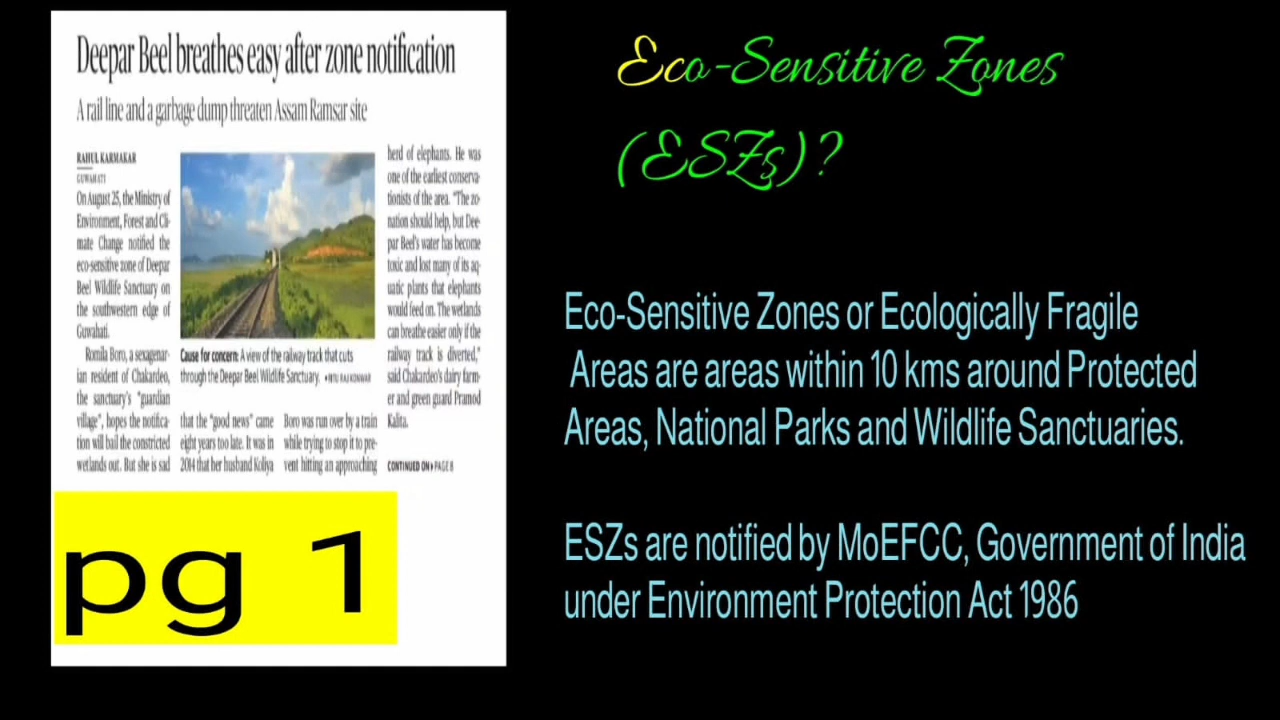 Deepar Beel breathes easy after zone notification
A rail line and a garbage dump threaten Assam Ramsar site
RAHUL KARMAKAR
GUWAHATI
On August 25, the Ministry of
Environment, Forest and Cli-
mate Change notified the
eco-sensitive zone of Deepar
Beel Wildlife Sanctuary on
the southwestern edge of
Guwahati.
Romila Boro, a sexagenar-
ian resident of Chakardeo,
the sanctuary's "guardian
village", hopes the notifica-
tion will bail the constricted
wetlands out. But she is sad
Cause for concern: A view of the railway track that cuts
through the Deepar Beel Wildlife Sanctuary. RITU RAJ KONWAR
that the "good news" came
eight years too late. It was in
2014 that her husband Koliya
Boro was run over by a train
while trying to stop it to pre-
vent hitting an approaching
herd of elephants. He was
one of the earliest conserva-
tionists of the area. "The zo-
nation should help, but Dee-
par Beel's water has become
toxic and lost many of its aq-
uatic plants that elephants
would feed on. The wetlands
can breathe easier only if the
railway track is diverted,"
said Chakardeo's dairy farm-
er and green guard Pramod
Kalita.
CONTINUED ON PAGE 8
pg 1
Eco-Sensitive Zones
(ESZs)?
Eco-Sensitive Zones or Ecologically Fragile
Areas are areas within 10 kms around Protected
Areas, National Parks and Wildlife Sanctuaries.
ESZs are notified by MoEFCC, Government of India
under Environment Protection Act 1986